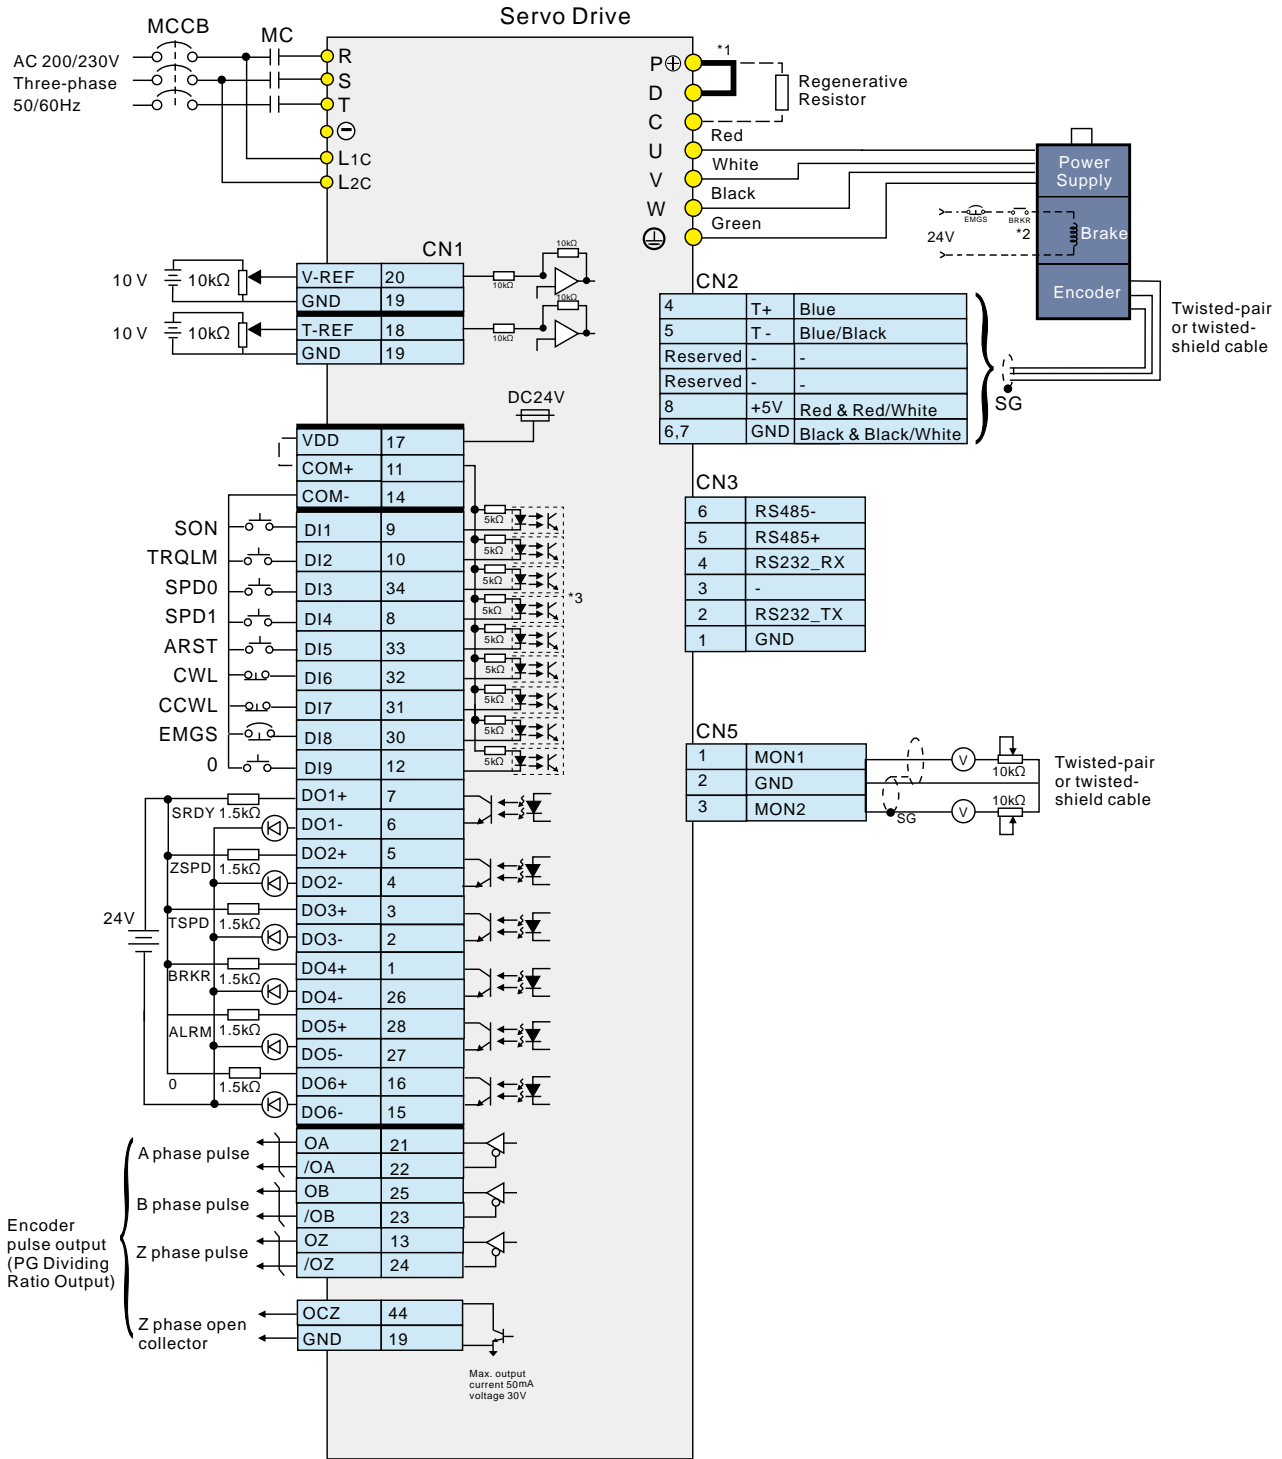 Servo Drive
MCCB
MC
AC 200/230V
Three-phase
50/60Hz
R
S
T
L1C
L2C
P
D
C
U
V
W
*1
Regenerative
Resistor
Red
White
Black
Green
Power
Supply
Brake
Encoder
EMGS
BRKR
24V
*2
Twisted-pair
or twisted-
shield cable
SG
CN1
10 V
10kΩ
V-REF 20
GND 19
10kΩ
10kΩ
10 V
10kΩ
T-REF 18
GND 19
10kΩ
10kΩ
DC24V
VDD 17
COM+ 11
COM- 14
SON DI1 9 5kΩ
TRQLM DI2 10 5kΩ
SPD0 DI3 34 5kΩ
SPD1 DI4 8 5kΩ
ARST DI5 33 5kΩ
CWL DI6 32 5kΩ
CCWL DI7 31 5kΩ
EMGS DI8 30 5kΩ
0 DI9 12 5kΩ
*3
24V
SRDY 1.5kΩ DO1+ 7
DO1- 6
ZSPD 1.5kΩ DO2+ 5
DO2- 4
TSPD 1.5kΩ DO3+ 3
DO3- 2
BRKR 1.5kΩ DO4+ 1
DO4- 26
ALRM 1.5kΩ DO5+ 28
DO5- 27
0 1.5kΩ DO6+ 16
DO6- 15
Encoder
pulse output
(PG Dividing
Ratio Output)
A phase pulse
OA 21
/OA 22
B phase pulse
OB 25
/OB 23
Z phase pulse
OZ 13
/OZ 24
Z phase open
collector
OCZ 44
GND 19
Max. output
current 50mA
voltage 30V
CN2
4 T+ Blue
5 T - Blue/Black
Reserved - -
Reserved - -
8 +5V Red & Red/White
6,7 GND Black & Black/White
CN3
6 RS485-
5 RS485+
4 RS232_RX
3 -
2 RS232_TX
1 GND
CN5
1 MON1
2 GND
3 MON2
V
10kΩ
V
10kΩ
SG
Twisted-pair
or twisted-
shield cable